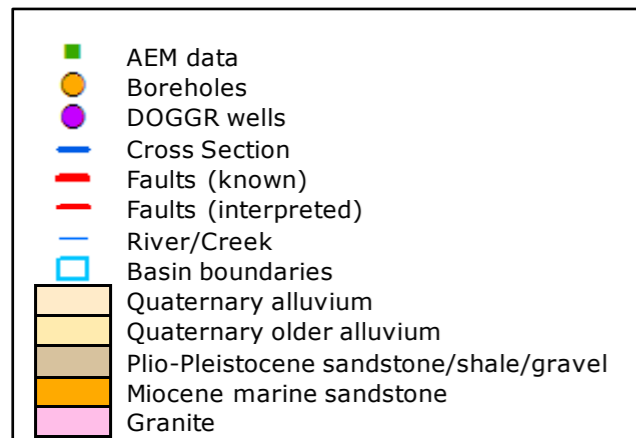 AEM data
Boreholes
DOGGR wells
Cross Section
Faults (known)
Faults (interpreted)
River/Creek
Basin boundaries
Quaternary alluvium
Quaternary older alluvium
Plio-Pleistocene sandstone/shale/gravel
Miocene marine sandstone
Granite